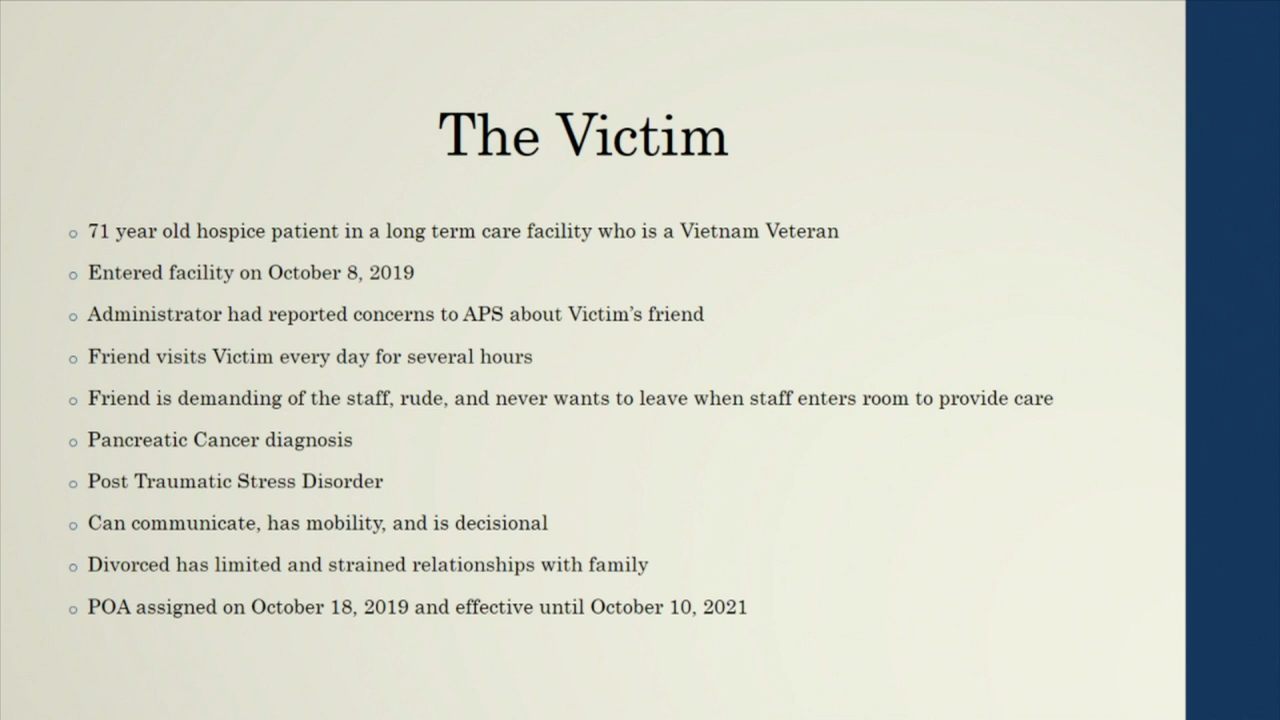 The Victim
71 year old hospice patient in a long term care facility who is a Vietnam Veteran
Entered facility on October 8, 2019
Administrator had reported concerns to APS about Victim’s friend
Friend visits Victim every day for several hours
Friend is demanding of the staff, rude, and never wants to leave when staff enters room to provide care
Pancreatic Cancer diagnosis
Post Traumatic Stress Disorder
Can communicate, has mobility, and is decisional
Divorced has limited and strained relationships with family
POA assigned on October 18, 2019 and effective until October 10, 2021